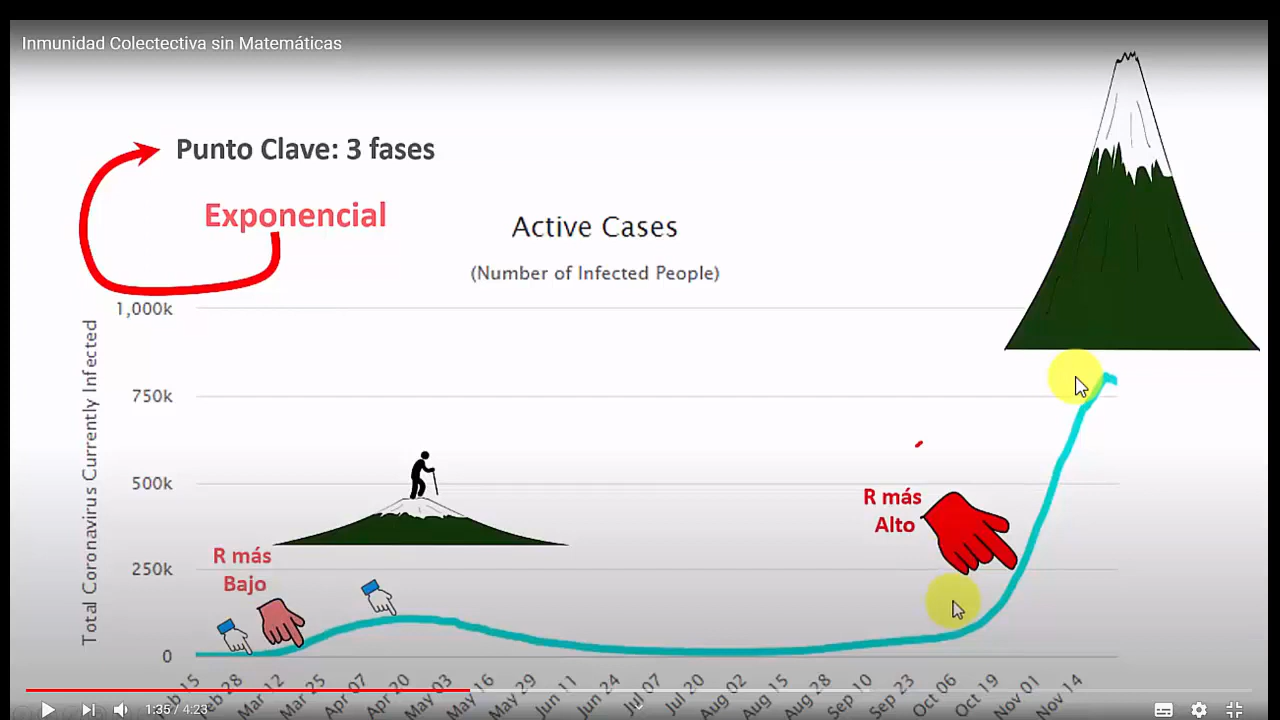 Inmunidad Colectectiva sin Matemáticas
Punto Clave: 3 fases
Exponencial
Active Cases
(Number of Infected People)
Total Coronavirus Currently Infected
1,000k
750k
500k
250k
0
R más
Bajo
R más
Alto
Feb 28
Mar 12
Mar 25
Apr 07
Apr 20
May 03
May 16
May 29
Jun 11
Jun 24
Jul 07
Jul 20
Aug 02
Aug 15
Aug 28
Sep 10
Sep 23
Oct 06
Oct 19
Nov 01
Nov 14
1:35 / 4:23